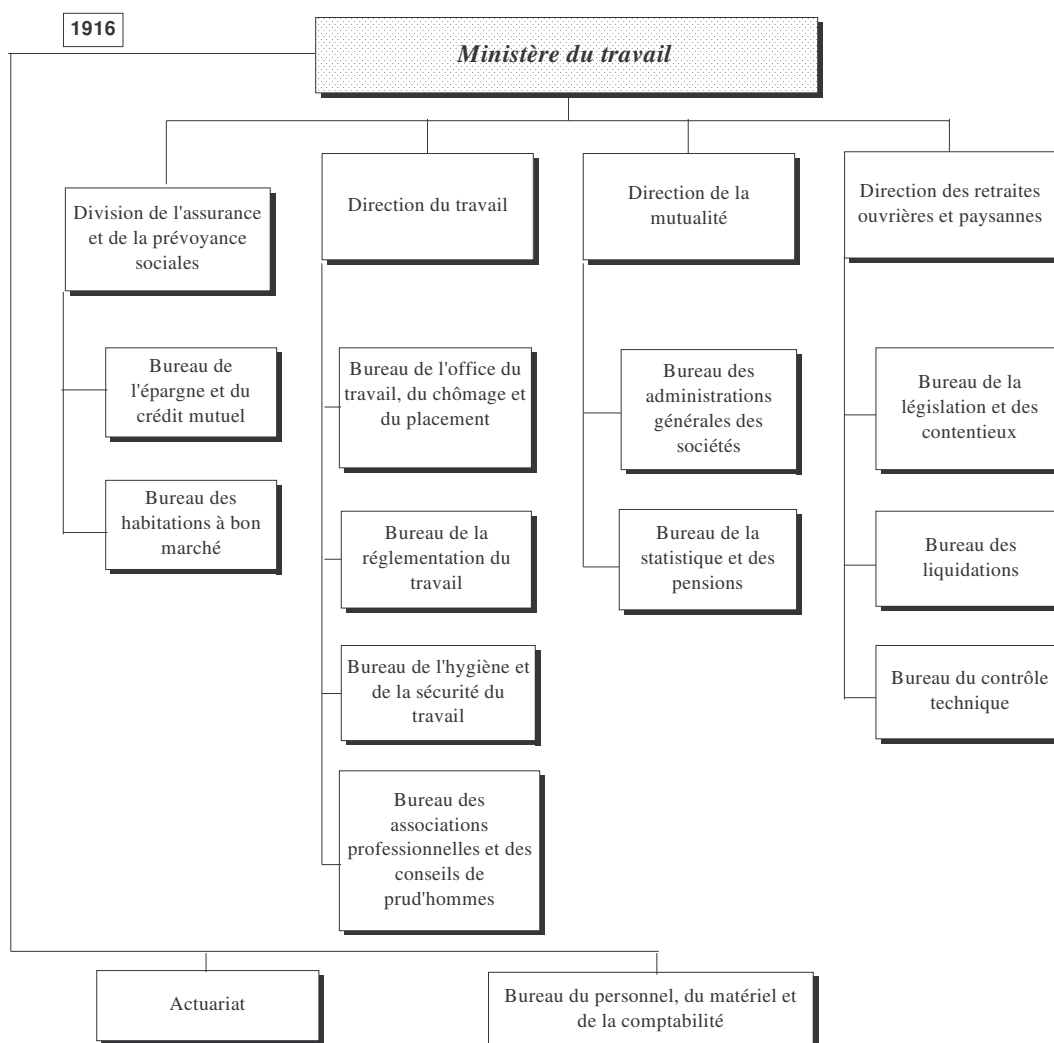 1916
Ministère du travail
Division de l'assurance
et de la prévoyance
sociales
Direction du travail
Direction de la
mutualité
Direction des retraites
ouvrières et paysannes
Bureau de
l'épargne et du
crédit mutuel
Bureau des
habitations à bon
marché
Bureau de l'office du
travail, du chômage et
du placement
Bureau de la
réglementation du
travail
Bureau de l'hygiène et
de la sécurité du
travail
Bureau des
associations
professionnelles et des
conseils de
prud'hommes
Bureau des
administrations
générales des
sociétés
Bureau de la
statistique et des
pensions
Bureau de la
législation et des
contentieux
Bureau des
liquidations
Bureau du contrôle
technique
Actuariat
Bureau du personnel, du matériel et
de la comptabilité